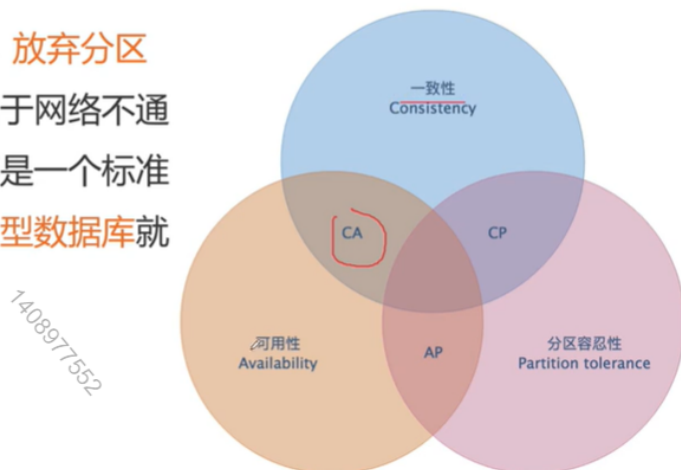 放弃分区
于网络不通
是一个标准
型数据库就
1408977552
一致性
Consistency
CA
CP
可用性
Availability
AP
分区容忍性
Partition tolerance